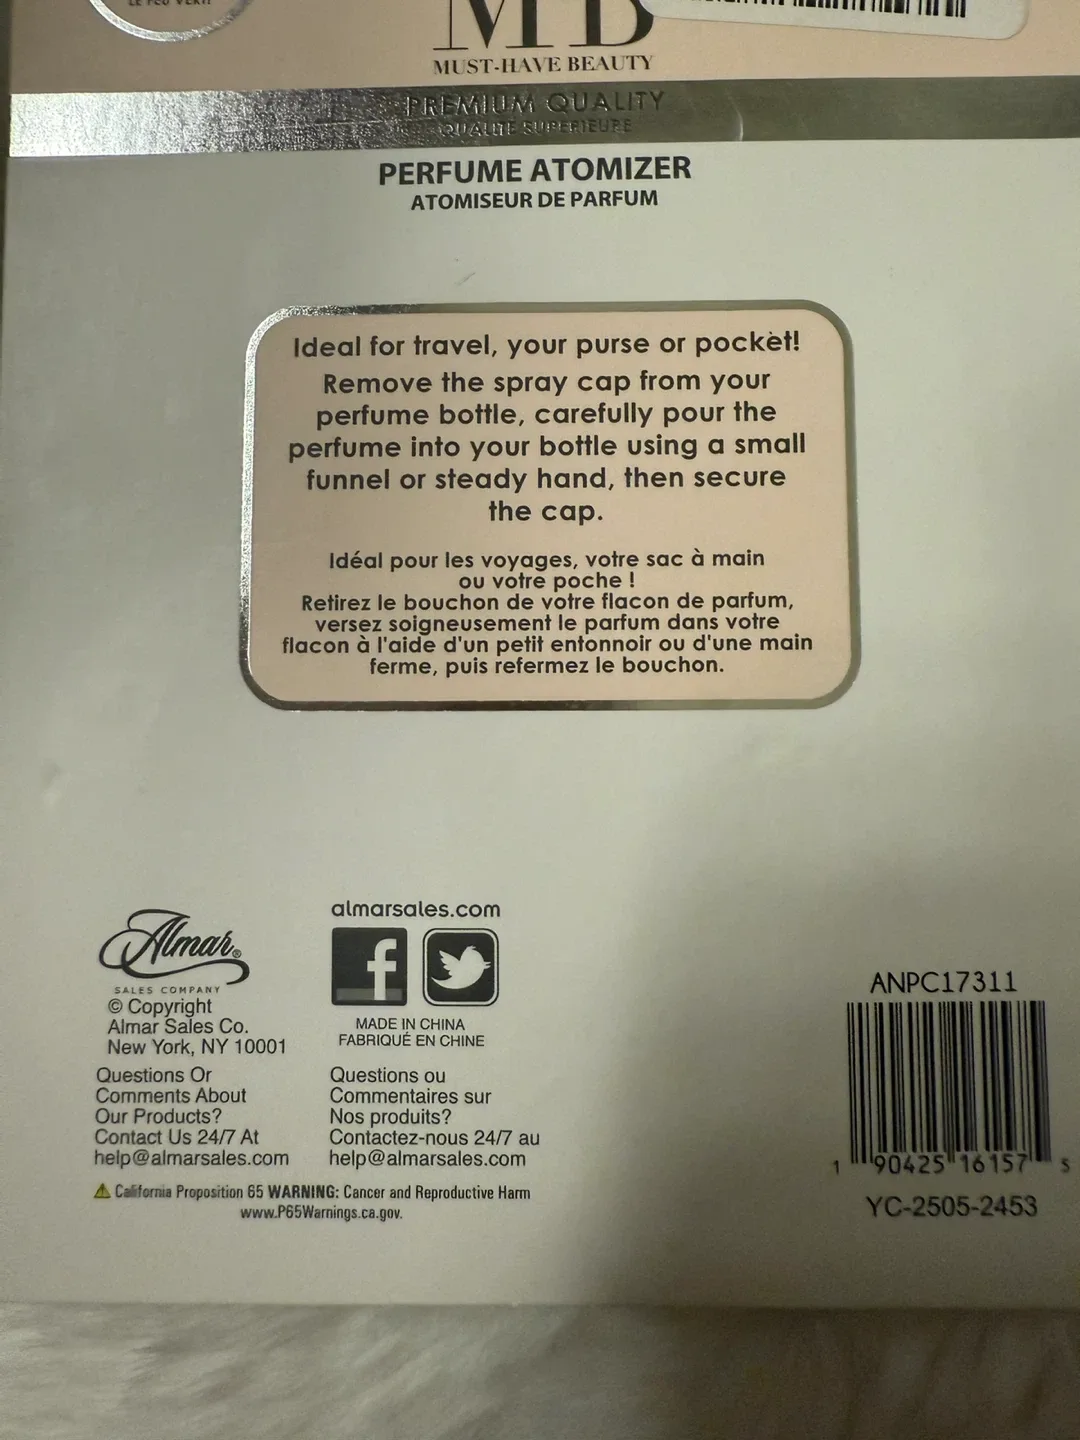 LE FEU VERT!
MUST-HAVE BEAUTY
PREMIUM QUALITY
QUALITÉ SUPÉRIEURE
PERFUME ATOMIZER
ATOMISEUR DE PARFUM
Ideal for travel, your purse or pocket!
Remove the spray cap from your
perfume bottle, carefully pour the
perfume into your bottle using a small
funnel or steady hand, then secure
the cap.
Idéal pour les voyages, votre sac à main
ou votre poche !
Retirez le bouchon de votre flacon de parfum,
versez soigneusement le parfum dans votre
flacon à l'aide d'un petit entonnoir ou d'une main
ferme, puis refermez le bouchon.
Almar®
SALES COMPANY
© Copyright
Almar Sales Co.
New York, NY 10001
Questions Or
Comments About
Our Products?
Contact Us 24/7 At
help@almarsales.com
almarsales.com
f
MADE IN CHINA
FABRIQUÉ EN CHINE
Questions ou
Commentaires sur
Nos produits?
Contactez-nous 24/7 au
help@almarsales.com
⚠ California Proposition 65 WARNING: Cancer and Reproductive Harm
www.P65Warnings.ca.gov.
ANPC17311
1 90425 16157 5
YC-2505-2453